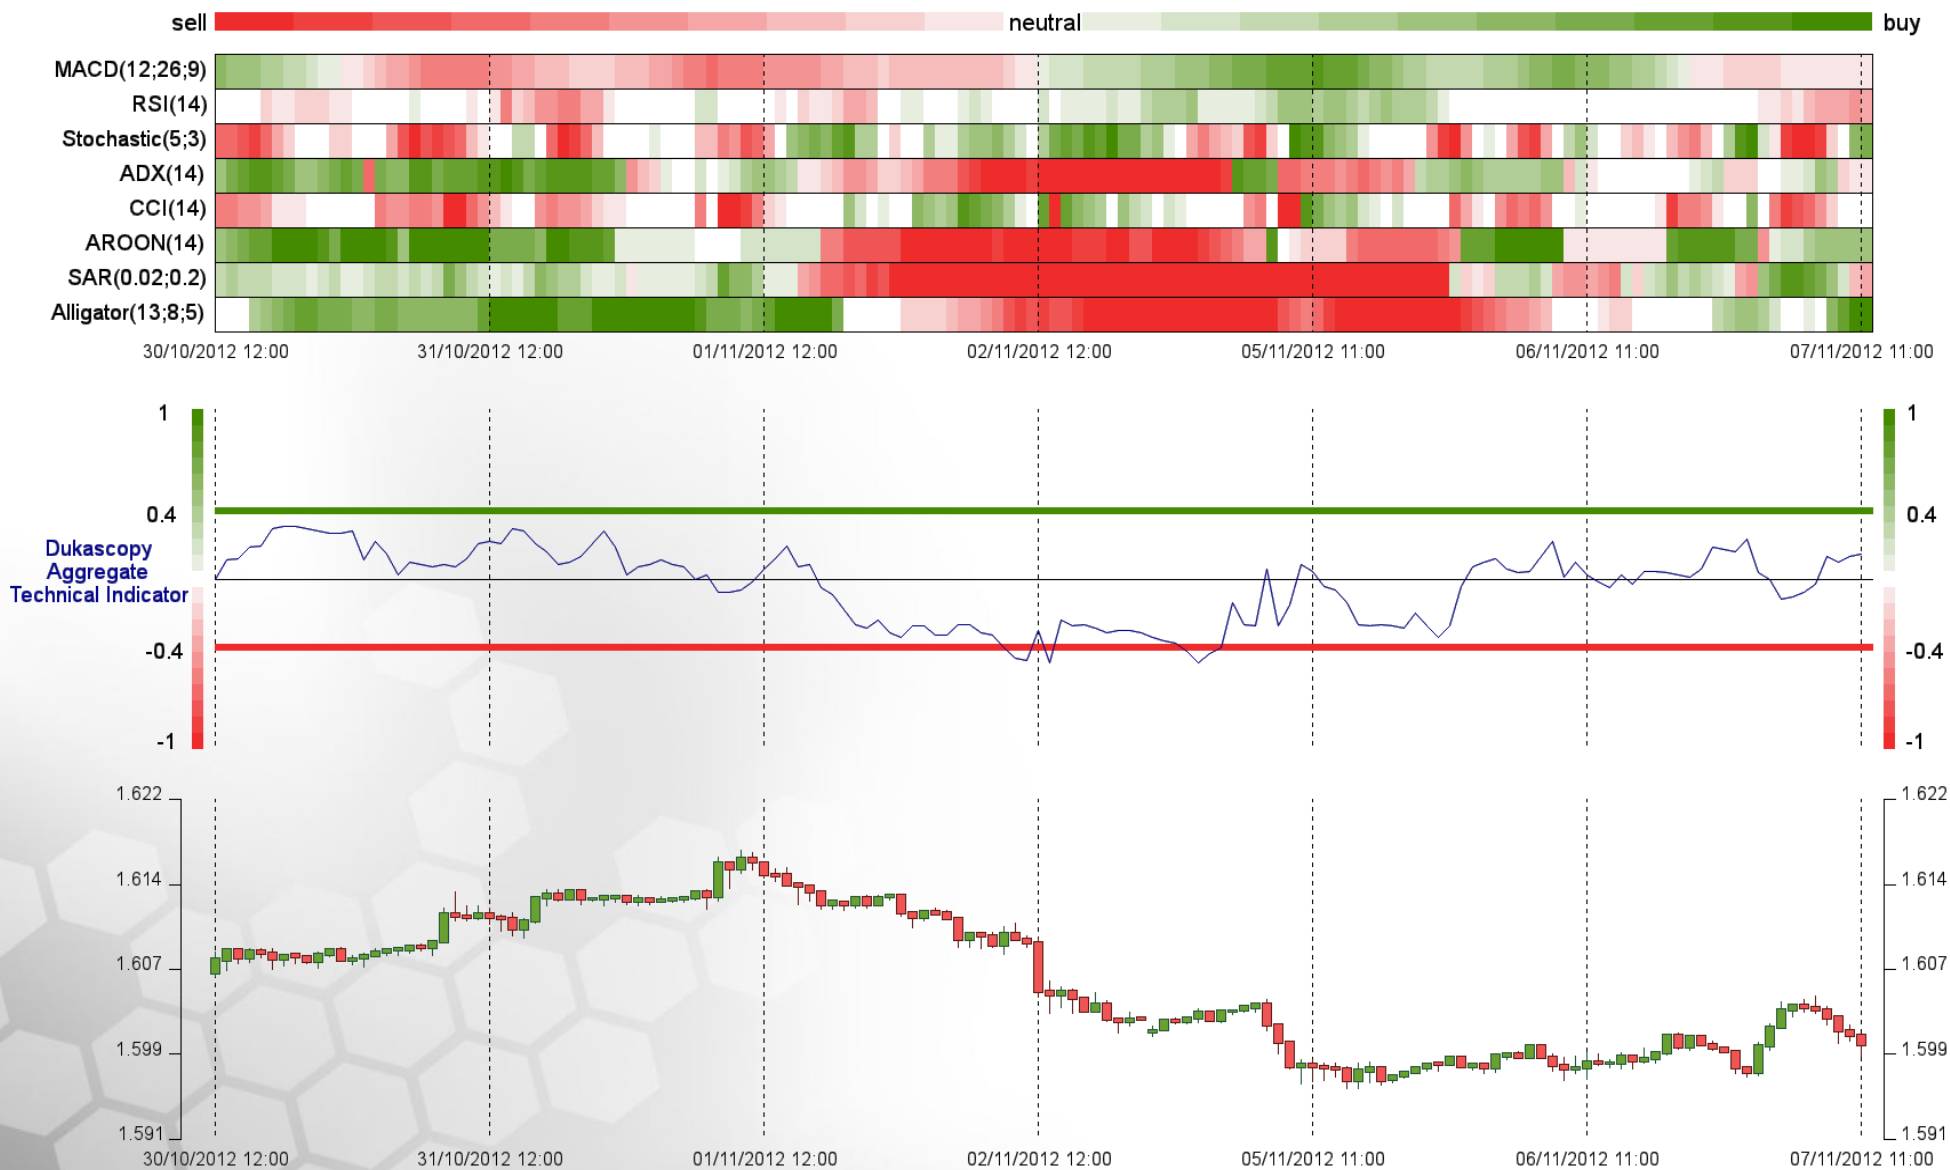 sell neutral buy
MACD(12;26;9)
RSI(14)
Stochastic(5;3)
ADX(14)
CCI(14)
AROON(14)
SAR(0.02;0.2)
Alligator(13;8;5)
30/10/2012 12:00 31/10/2012 12:00 01/11/2012 12:00 02/11/2012 12:00 05/11/2012 11:00 06/11/2012 11:00 07/11/2012 11:00
1 1
0.4 0.4
Dukascopy
Aggregate
Technical Indicator
-0.4 -0.4
-1 -1
1.622 1.622
1.614 1.614
1.607 1.607
1.599 1.599
1.591 1.591
30/10/2012 12:00 31/10/2012 12:00 01/11/2012 12:00 02/11/2012 12:00 05/11/2012 11:00 06/11/2012 11:00 07/11/2012 11:00